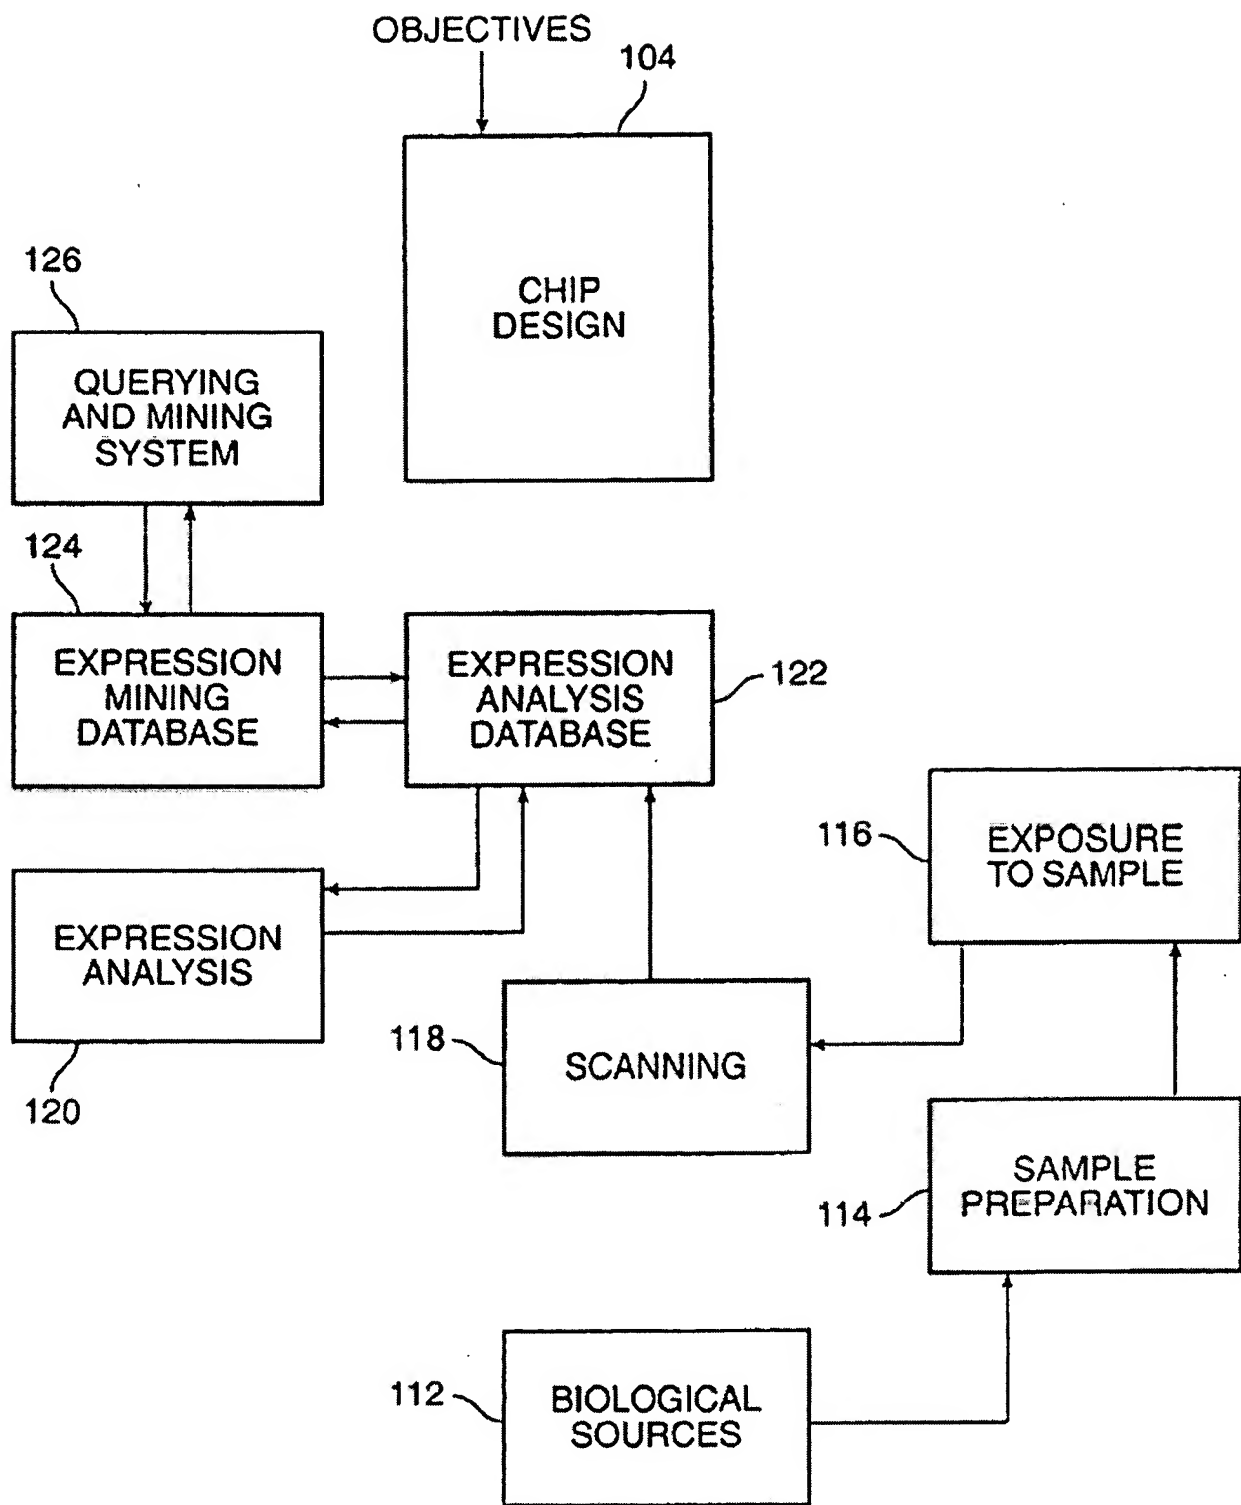 OBJECTIVES
104
CHIP
DESIGN
126
QUERYING
AND MINING
SYSTEM
124
EXPRESSION
MINING
DATABASE
EXPRESSION
ANALYSIS
DATABASE
122
116
EXPOSURE
TO SAMPLE
EXPRESSION
ANALYSIS
120
118
SCANNING
114
SAMPLE
PREPARATION
112
BIOLOGICAL
SOURCES